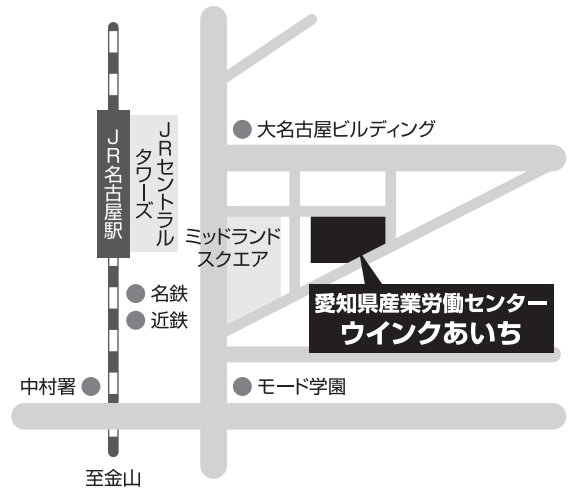 大名古屋ビルディング
JR名古屋駅
JRセントラル
タワーズ
ミッドランド
スクエア
名鉄
近鉄
愛知県産業労働センター
ウインクあいち
中村署
モード学園
至金山